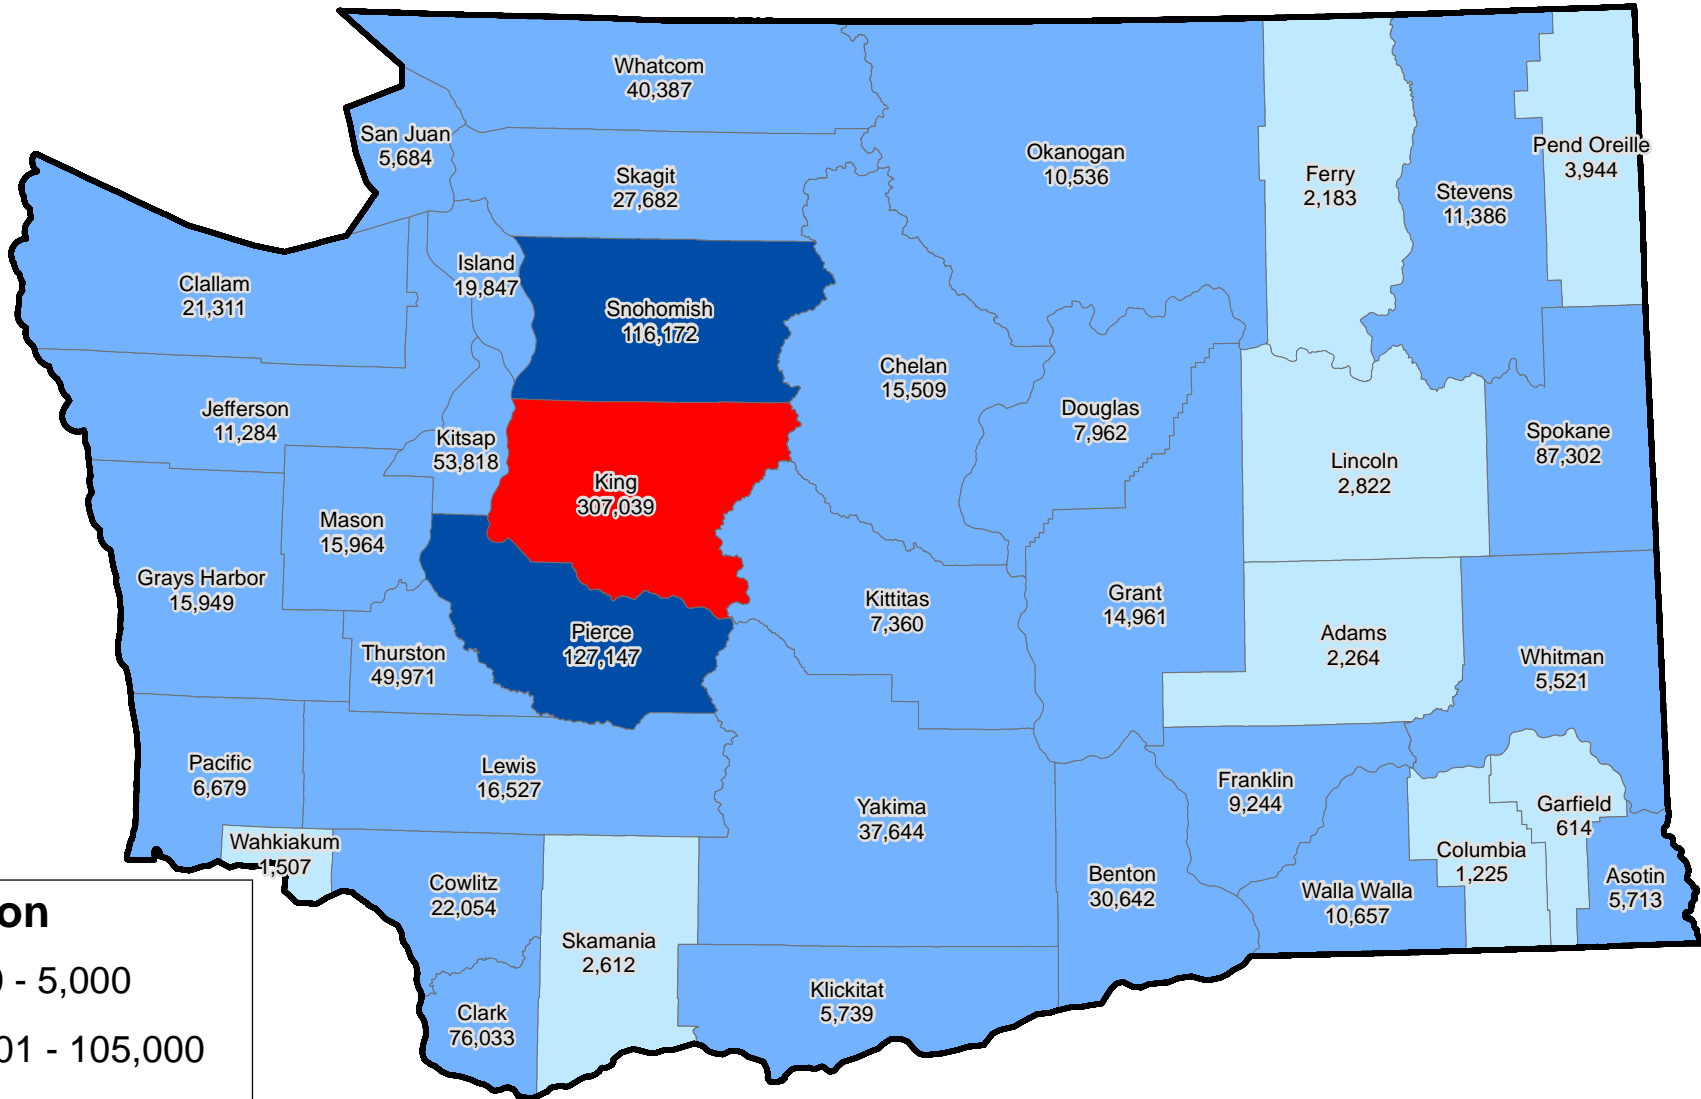 Whatcom
40,387
San Juan
5,684
Skagit
27,682
Okanogan
10,536
Ferry
2,183
Stevens
11,386
Pend Oreille
3,944
Clallam
21,311
Island
19,847
Snohomish
116,172
Chelan
15,509
Douglas
7,962
Jefferson
11,284
Kitsap
53,818
King
307,039
Lincoln
2,822
Spokane
87,302
Mason
15,964
Grays Harbor
15,949
Kittitas
7,360
Grant
14,961
Thurston
49,971
Pierce
127,147
Adams
2,264
Whitman
5,521
Pacific
6,679
Lewis
16,527
Yakima
37,644
Franklin
9,244
Garfield
614
Wahkiakum
1,507
Cowlitz
22,054
Benton
30,642
Walla Walla
10,657
Columbia
1,225
Asotin
5,713
Skamania
2,612
Clark
76,033
Klickitat
5,739
on
- 5,000
01 - 105,000